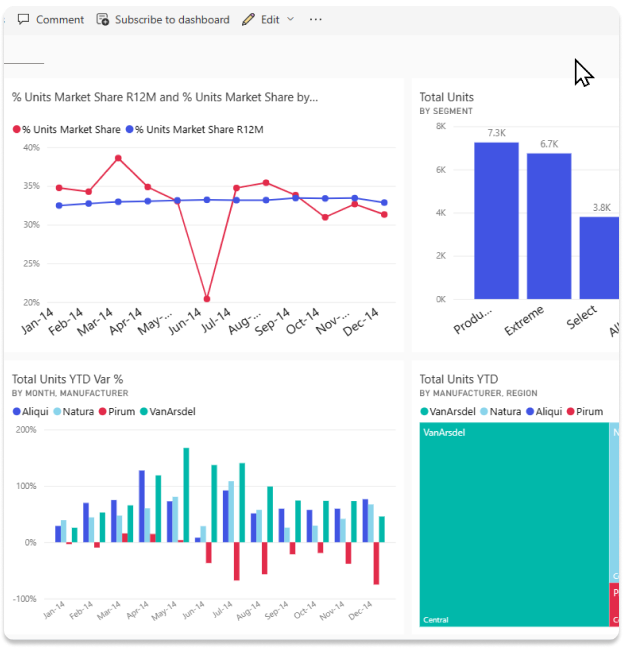 Comment Subscribe to dashboard Edit ...
% Units Market Share R12M and % Units Market Share by...
% Units Market Share % Units Market Share R12M
40%
35%
30%
25%
20%
Jan-14 Feb-14 Mar-14 Apr-14 May-... Jun-14 Jul-14 Aug-... Sep-14 Oct-14 Nov-... Dec-14
Total Units
BY SEGMENT
8K
6K
4K
2K
0K
7.3K 6.7K 3.8K
Produ... Extreme Select Al
Total Units YTD Var %
BY MONTH, MANUFACTURER
Aliqui Natura Pirum VanArsdel
200%
100%
0%
-100%
Jan-14 Feb-14 Mar-14 Apr-14 May-14 Jun-14 Jul-14 Aug-14 Sep-14 Oct-14 Nov-14 Dec-14
Total Units YTD
BY MANUFACTURER, REGION
VanArsdel Natura Aliqui Pirum
VanArsdel N
C
P
Central C